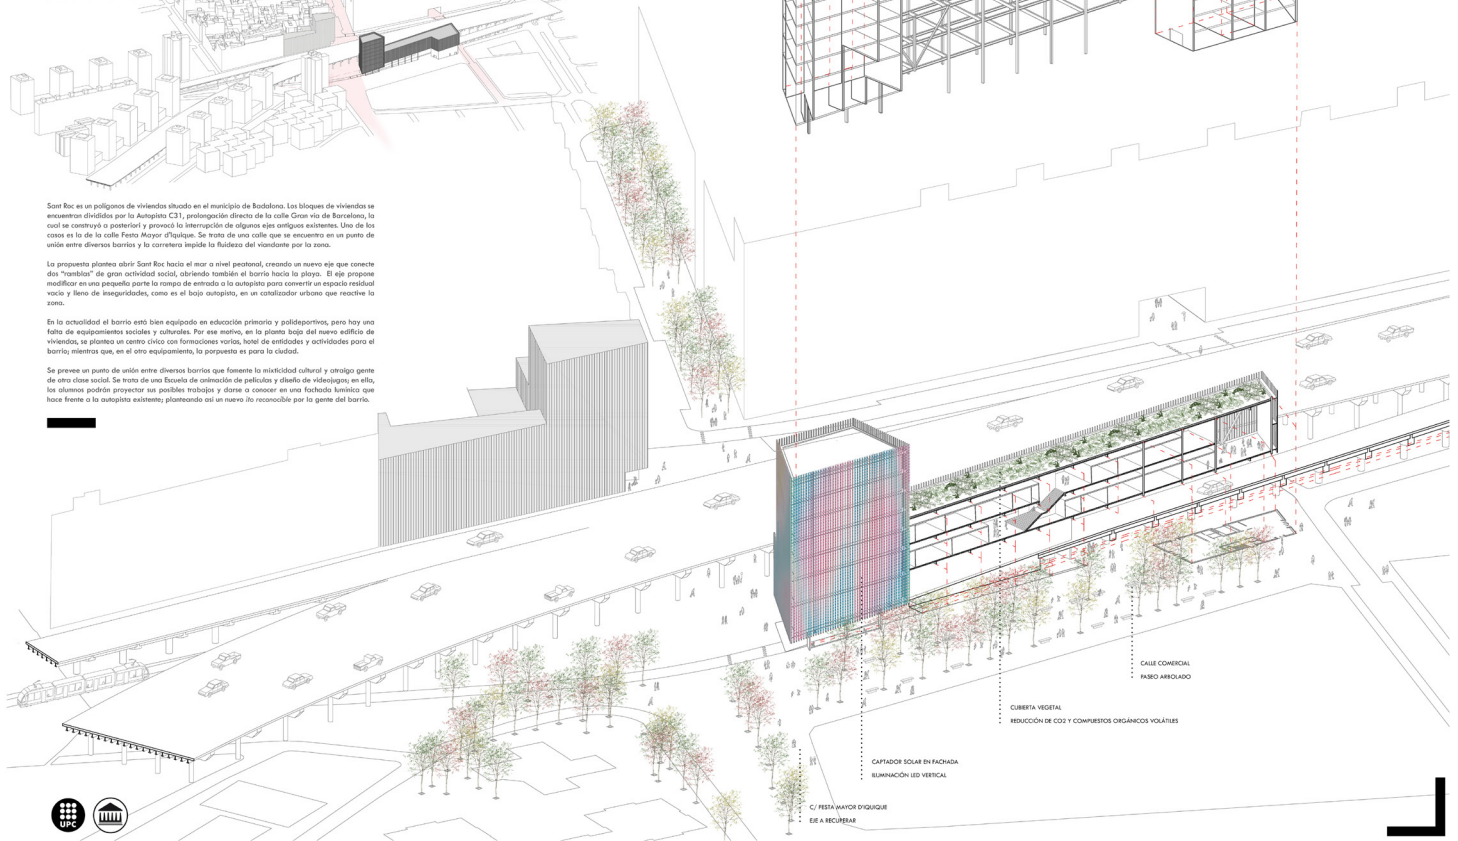 Sant Roc es un polígonos de viviendas situado en el municipio de Badalona. Los bloques de viviendas se
encuentran divididos por la Autopista C31, prolongación directa de la calle Gran via de Barcelona, la
cual se construyó a posteriori y provocó la interrupción de algunos ejes antiguos existentes. Uno de los
casos es la de la calle Festa Mayor d'Iquique. Se trata de una calle que se encuentra en un punto de
unión entre diversos barrios y la carretera impide la fluideza del viandante por la zona.
La propuesta plantea abrir Sant Roc hacia el mar a nivel peatonal, creando un nuevo eje que conecte
dos "ramblas" de gran actividad social, abriendo también el barrio hacia la playa. El eje propone
modificar en una pequeña parte la rampa de entrada a la autopista para convertir un espacio residual
vacio y lleno de inseguridades, como es el bajo autopista, en un catalizador urbano que reactive la
zona.
En la actualidad el barrio está bien equipado en educación primaria y polideportivos, pero hay una
falta de equipamientos sociales y culturales. Por ese motivo, en la planta baja del nuevo edificio de
viviendas, se plantea un centro cívico con formaciones varias, hotel de entidades y actividades para el
barrio; mientras que, en el otro equipamiento, la porpuesta es para la ciudad.
Se prevee un punto de unión entre diversos barrios que fomente la mixticidad cultural y atraiga gente
de otra clase social. Se trata de una Escuela de animación de películas y diseño de videojugos; en ella,
los alumnos podrán proyectar sus posibles trabajos y darse a conocer en una fachada lumínica que
hace frente a la autopista existente; planteando así un nuevo ito reconocible por la gente del barrio.
CALLE COMERCIAL
PASEO ARBOLADO
CUBIERTA VEGETAL
REDUCCIÓN DE CO2 Y COMPUESTOS ORGÁNICOS VOLÁTILES
CAPTADOR SOLAR EN FACHADA
ILUMINACIÓN LED VERTICAL
C/ FESTA MAYOR D'IQUIQUE
EJE A RECUPERAR
UPC